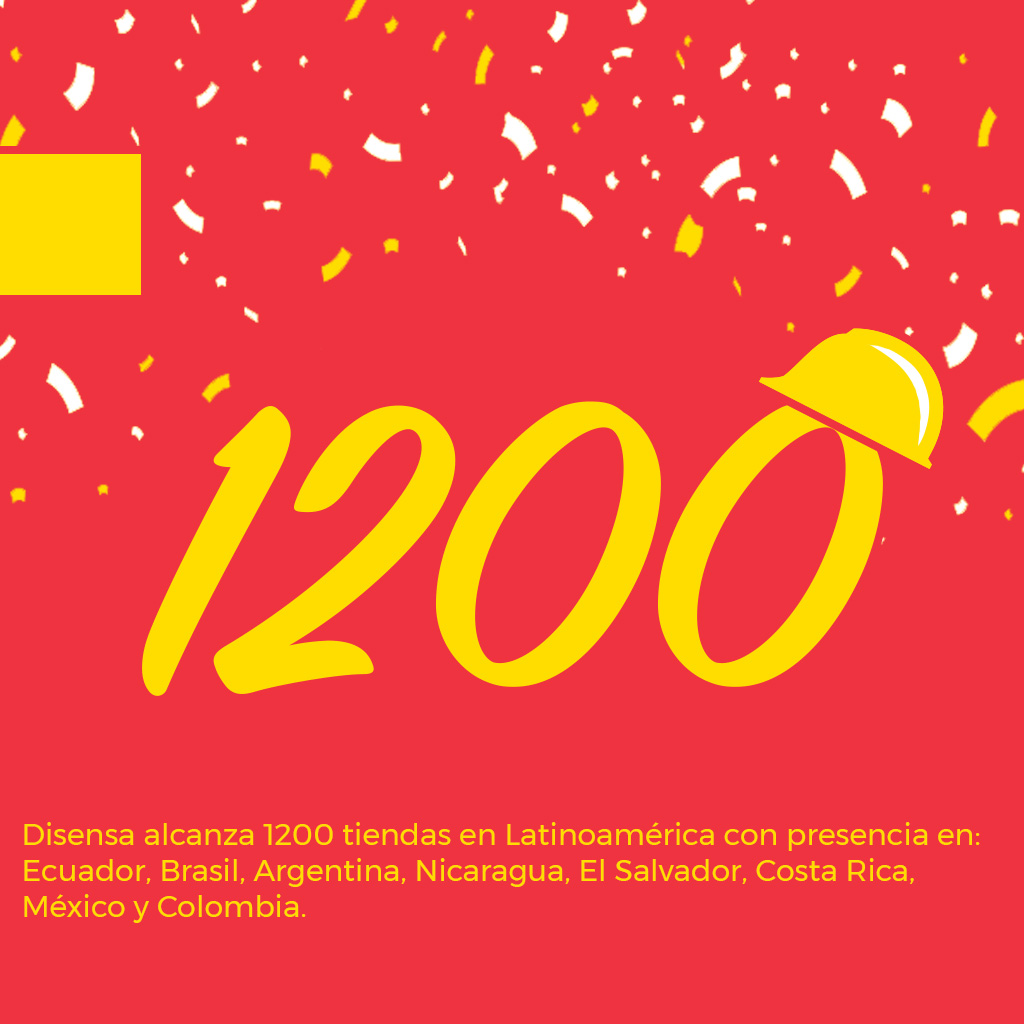 1200
Disensa alcanza 1200 tiendas en Latinoamérica con presencia en:
Ecuador, Brasil, Argentina, Nicaragua, El Salvador, Costa Rica,
México y Colombia.